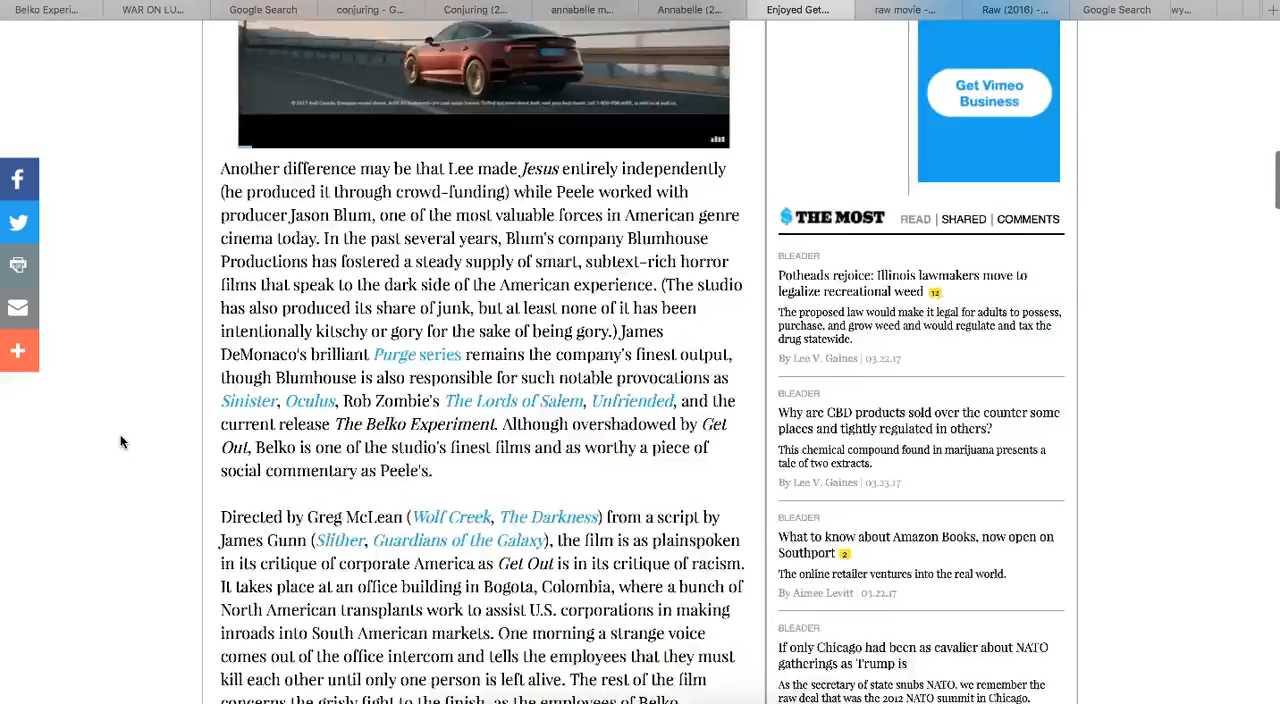 Belko Experi...
WAR ON LU...
Google Search
conjuring - G...
Conjuring (2...
annabelle m...
Annabelle (2...
Enjoyed Get...
raw movie -...
Raw (2016) -...
Google Search
wy...
Get Vimeo
Business
Another difference may be that Lee made Jesus entirely independently
(he produced it through crowd-funding) while Peele worked with
producer Jason Blum, one of the most valuable forces in American genre
cinema today. In the past several years, Blum's company Blumhouse
Productions has fostered a steady supply of smart, subtext-rich horror
films that speak to the dark side of the American experience. (The studio
has also produced its share of junk, but at least none of it has been
intentionally kitschy or gory for the sake of being gory.) James
DeMonaco's brilliant Purge series remains the company's finest output,
though Blumhouse is also responsible for such notable provocations as
Sinister, Oculus, Rob Zombie's The Lords of Salem, Unfriended, and the
current release The Belko Experiment. Although overshadowed by Get
Out, Belko is one of the studio's finest films and as worthy a piece of
social commentary as Peele's.
Directed by Greg McLean (Wolf Creek, The Darkness) from a script by
James Gunn (Slither, Guardians of the Galaxy), the film is as plainspoken
in its critique of corporate America as Get Out is in its critique of racism.
It takes place at an office building in Bogota, Colombia, where a bunch of
North American transplants work to assist U.S. corporations in making
inroads into South American markets. One morning a strange voice
comes out of the office intercom and tells the employees that they must
kill each other until only one person is left alive. The rest of the film
concerns the grisly fight to the finish, as the employees of Belko
THE MOST READ | SHARED | COMMENTS
BLEADER
Potheads rejoice: Illinois lawmakers move to
legalize recreational weed 12
The proposed law would make it legal for adults to possess,
purchase, and grow weed and would regulate and tax the
drug statewide.
By Lee V. Gaines | 03.22.17
BLEADER
Why are CBD products sold over the counter some
places and tightly regulated in others?
This chemical compound found in marijuana presents a
tale of two extracts.
By Lee V. Gaines | 03.23.17
BLEADER
What to know about Amazon Books, now open on
Southport 2
The online retailer ventures into the real world.
By Aimee Levitt | 03.22.17
BLEADER
If only Chicago had been as cavalier about NATO
gatherings as Trump is
As the secretary of state snubs NATO, we remember the
raw deal that was the 2012 NATO summit in Chicago.